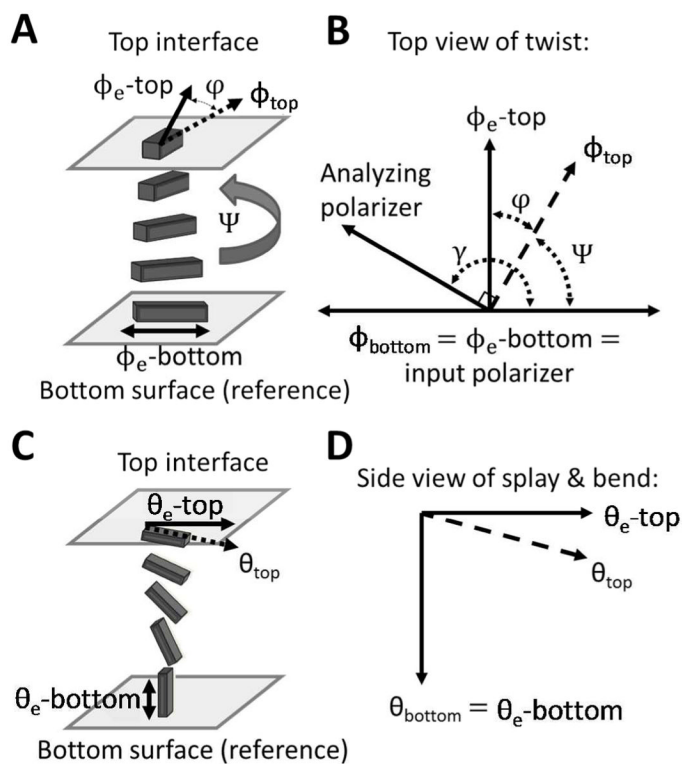 A
Top interface
ϕe-top
φ
ϕtop
Ψ
ϕe-bottom
Bottom surface (reference)
B
Top view of twist:
ϕe-top
ϕtop
Analyzing
polarizer
φ
γ
Ψ
ϕbottom = ϕe-bottom =
input polarizer
C
Top interface
θe-top
θtop
θe-bottom
Bottom surface (reference)
D
Side view of splay & bend:
θe-top
θtop
θbottom = θe-bottom